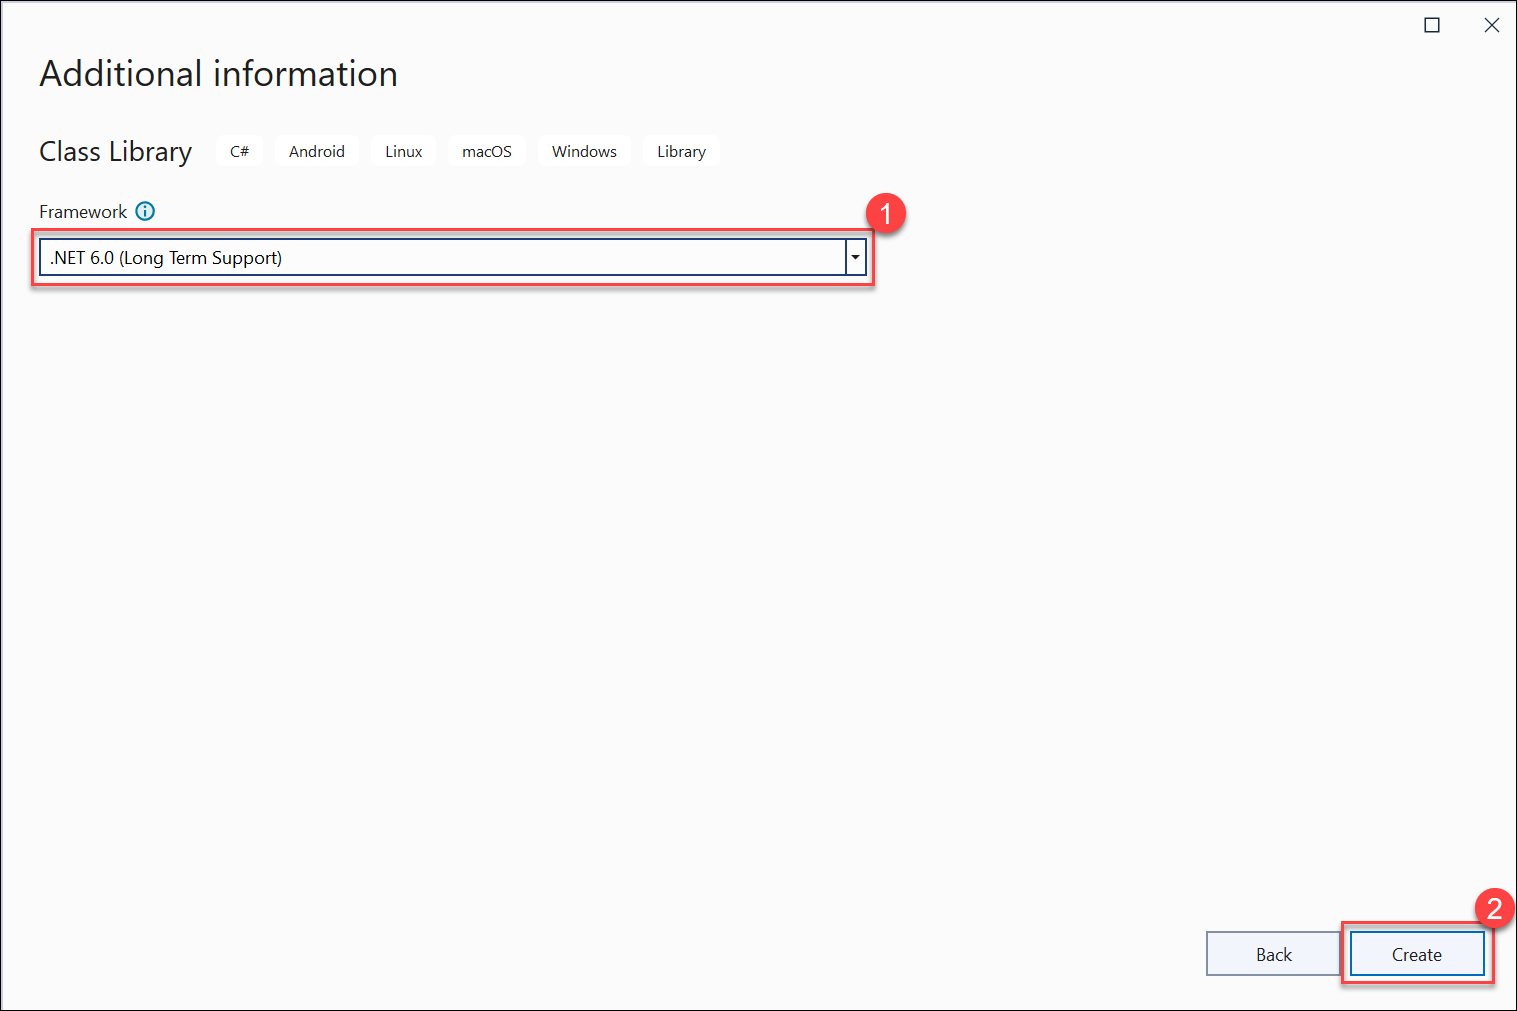 Additional information
Class Library C# Android Linux macOS Windows Library
Framework
1
.NET 6.0 (Long Term Support)
2
Back Create